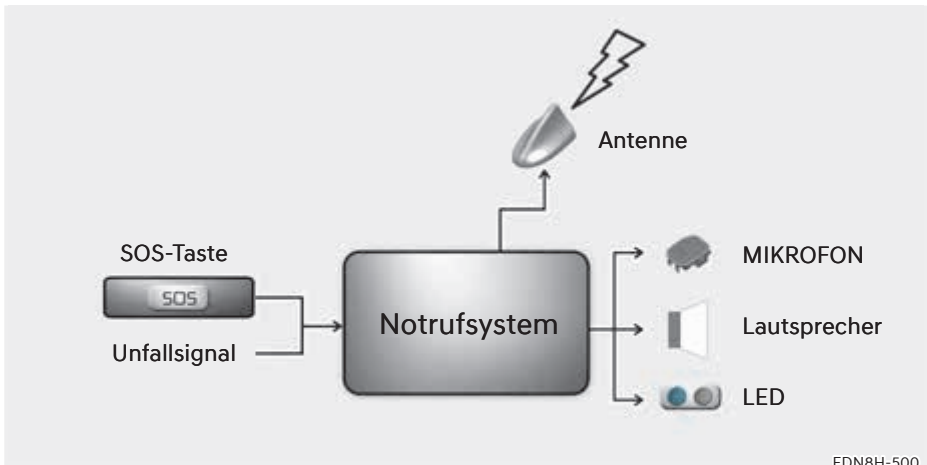 Antenne
SOS-Taste
SOS
Unfallsignal
Notrufsystem
MIKROFON
Lautsprecher
LED
EDN8H-500